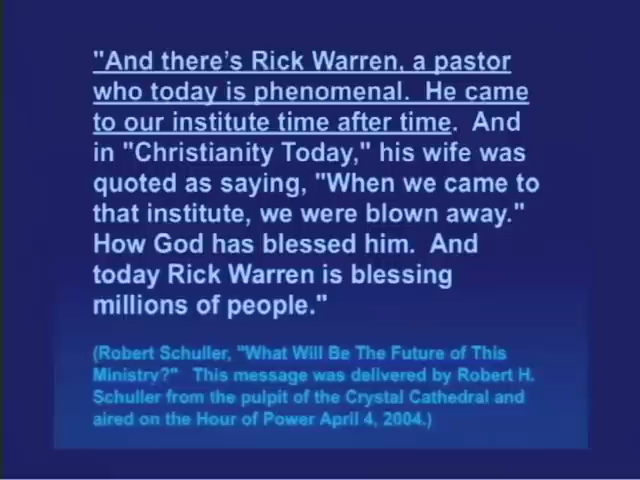 "And there's Rick Warren, a pastor
who today is phenomenal.  He came
to our institute time after time.  And
in "Christianity Today," his wife was
quoted as saying, "When we came to
that institute, we were blown away."
How God has blessed him.  And
today Rick Warren is blessing
millions of people."
(Robert Schuller, "What Will Be The Future of This
Ministry?"  This message was delivered by Robert H.
Schuller from the pulpit of the Crystal Cathedral and
aired on the Hour of Power April 4, 2004.)